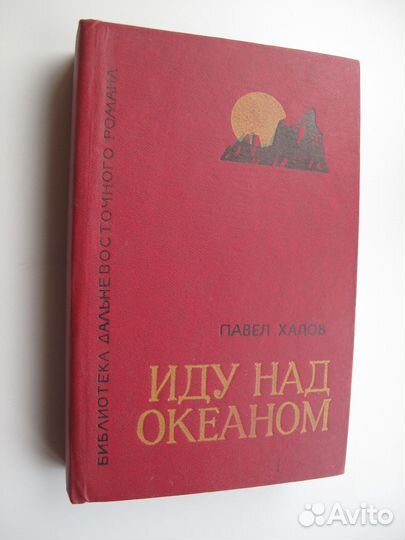 БИБЛИОТЕКА ДАЛЬНЕВОСТОЧНОГО РОМАНА
ПАВЕЛ ХАЛОВ
ИДУ НАД
ОКЕАНОМ
Avito